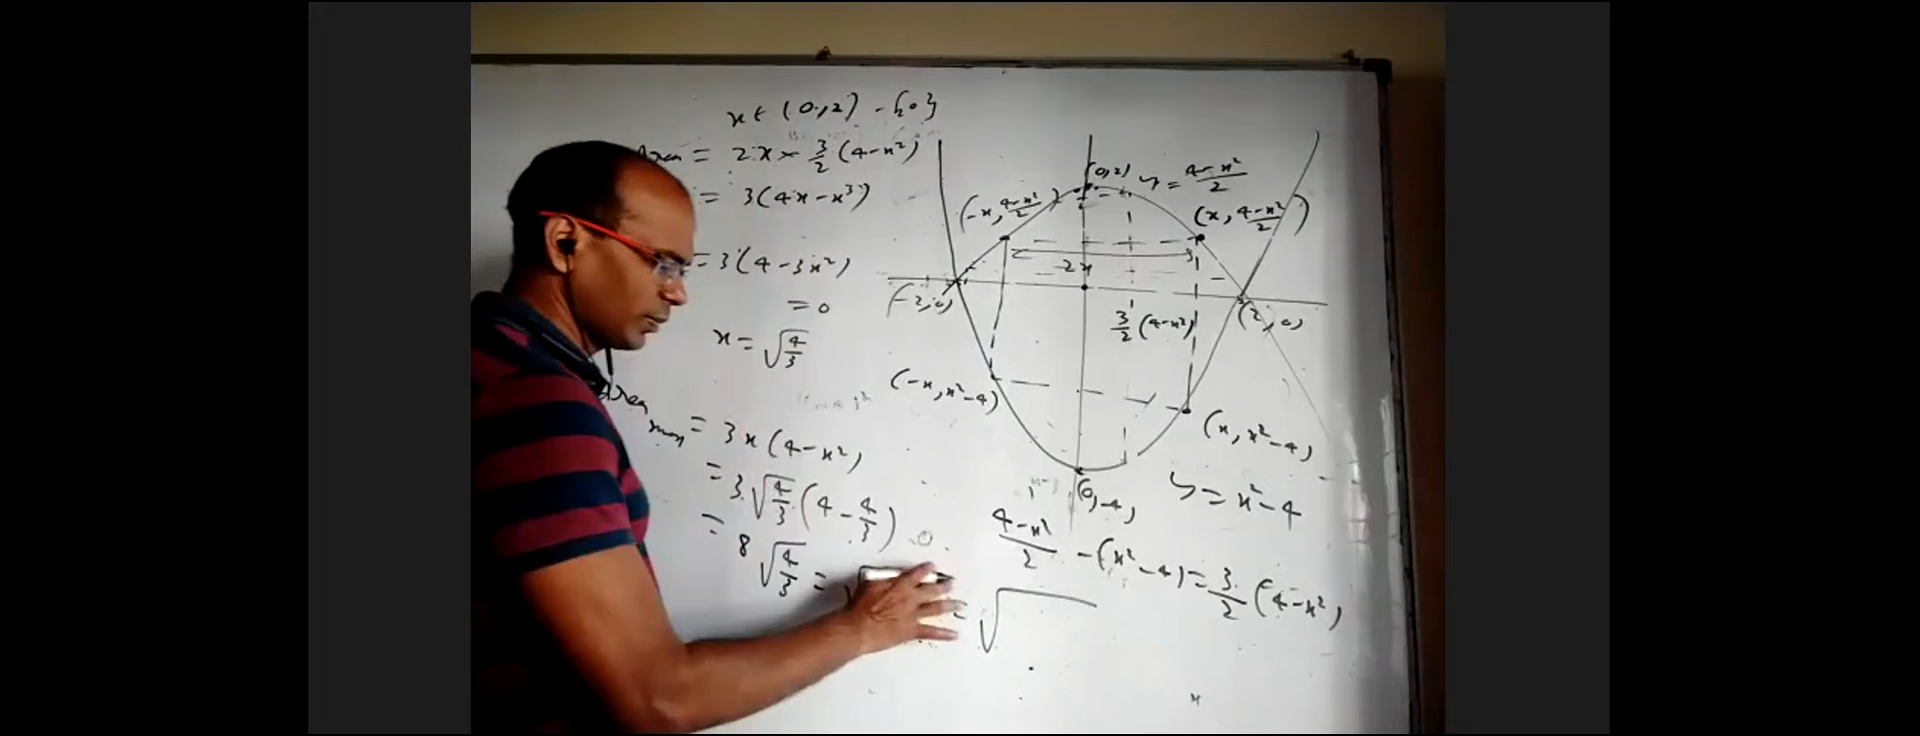 x ∈ (0,2) - {0}
= 2x × 3/2 (4-x²)
= 3(4x-x³)
= 3(4-3x²)
= 0
x = √(4/3)
Area max = 3x(4-x²)
= 3√(4/3) (4-4/3)
= 8√(4/3) = √
= √
(0,2) y = (4-x²)/2
(-x, (4-x²)/2)
(x, (4-x²)/2)
2x
(-2,0)
(2,0)
3/2 (4-x²)
(-x, x²-4)
(x, x²-4)
(0,-4)
y = x²-4
(4-x²)/2 - (x²-4) = 3/2 (4-x²)